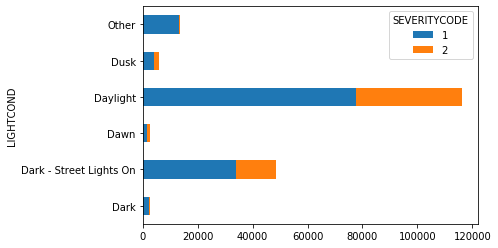 SEVERITYCODE
1
2
Other
Dusk
Daylight
Dawn
Dark - Street Lights On
Dark
LIGHTCOND
0 20000 40000 60000 80000 100000 120000